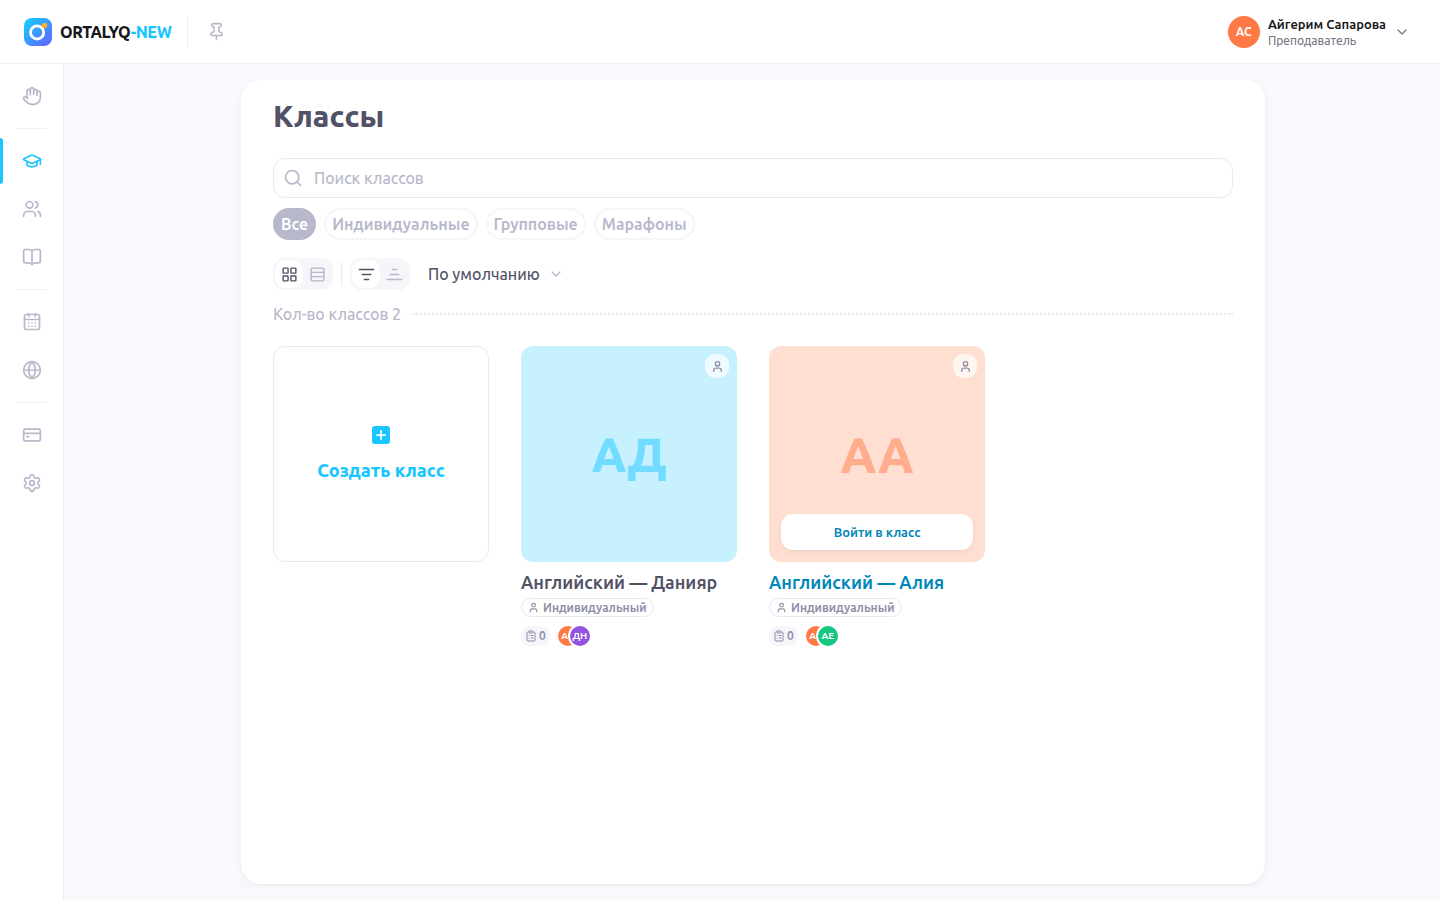 ORTALYQ-NEW
АС
Айгерим Сапарова
Преподаватель
Классы
Поиск классов
Все
Индивидуальные
Групповые
Марафоны
По умолчанию
Кол-во классов 2
Создать класс
АД
АА
Войти в класс
Английский — Данияр
Английский — Алия
Индивидуальный
Индивидуальный
0
ДН
0
АЕ